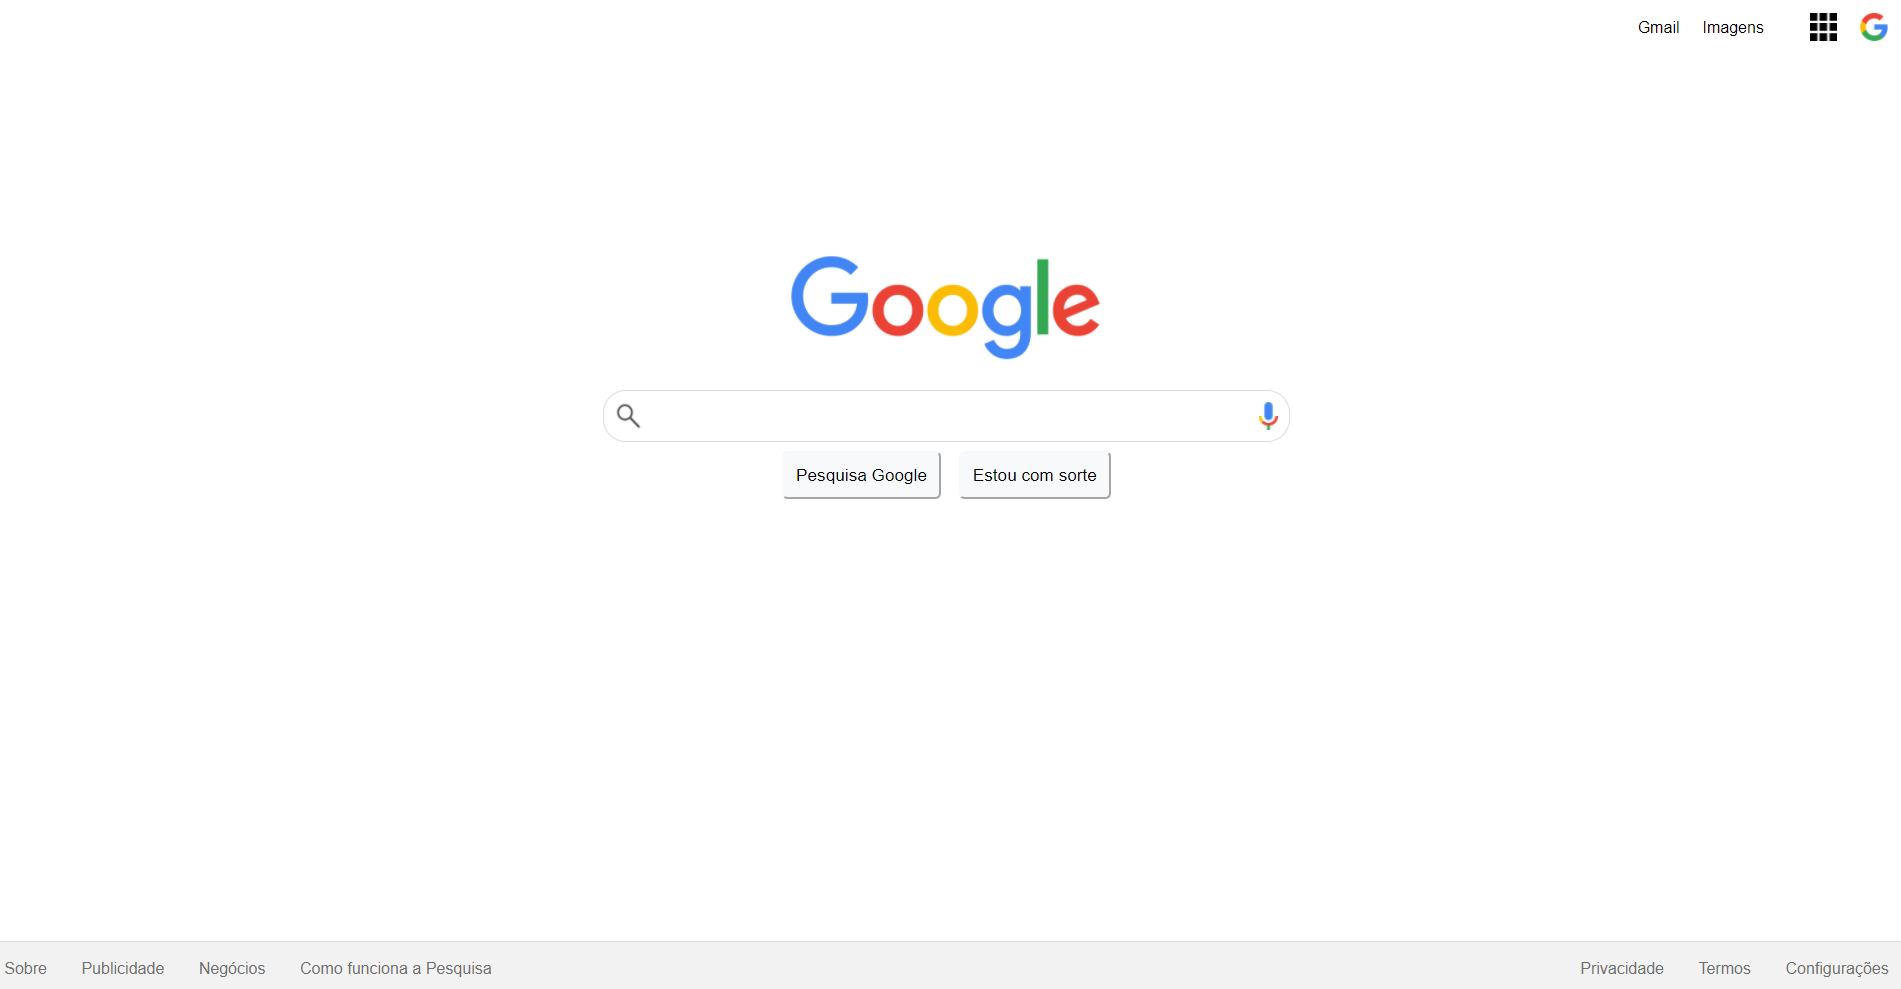 Gmail Imagens
Google
Pesquisa Google Estou com sorte
Sobre Publicidade Negócios Como funciona a Pesquisa Privacidade Termos Configurações